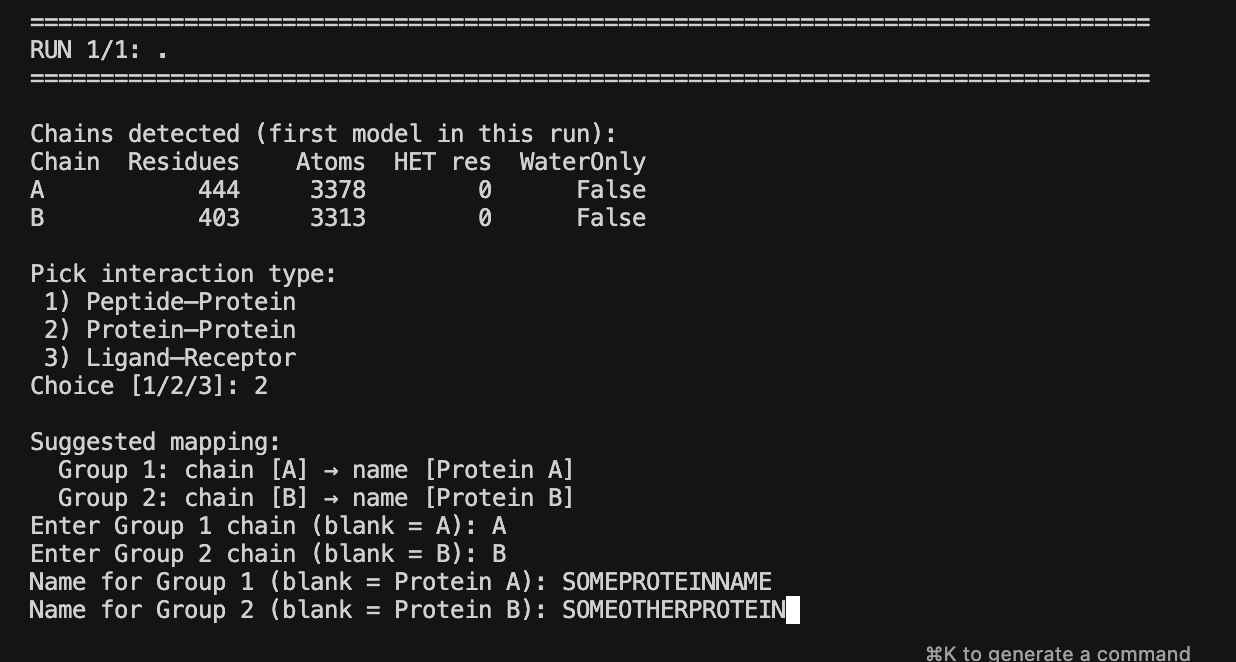 ================================================================================
RUN 1/1: .
================================================================================
Chains detected (first model in this run):
Chain  Residues    Atoms  HET res  WaterOnly
A           444     3378        0      False
B           403     3313        0      False
Pick interaction type:
 1) Peptide–Protein
 2) Protein–Protein
 3) Ligand–Receptor
Choice [1/2/3]: 2
Suggested mapping:
  Group 1: chain [A] → name [Protein A]
  Group 2: chain [B] → name [Protein B]
Enter Group 1 chain (blank = A): A
Enter Group 2 chain (blank = B): B
Name for Group 1 (blank = Protein A): SOMEPROTEINNAME
Name for Group 2 (blank = Protein B): SOMEOTHERPROTEIN
⌘K to generate a command